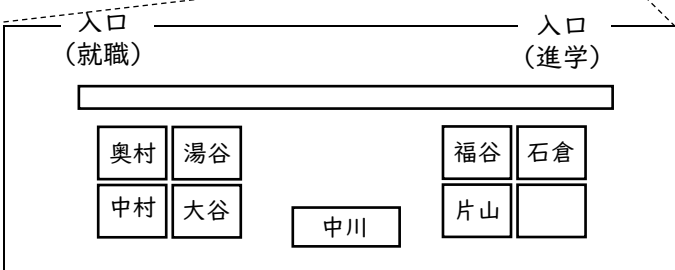 入口 入口
(就職) (進学)
奥村 湯谷 福谷 石倉
中村 大谷 片山
中川